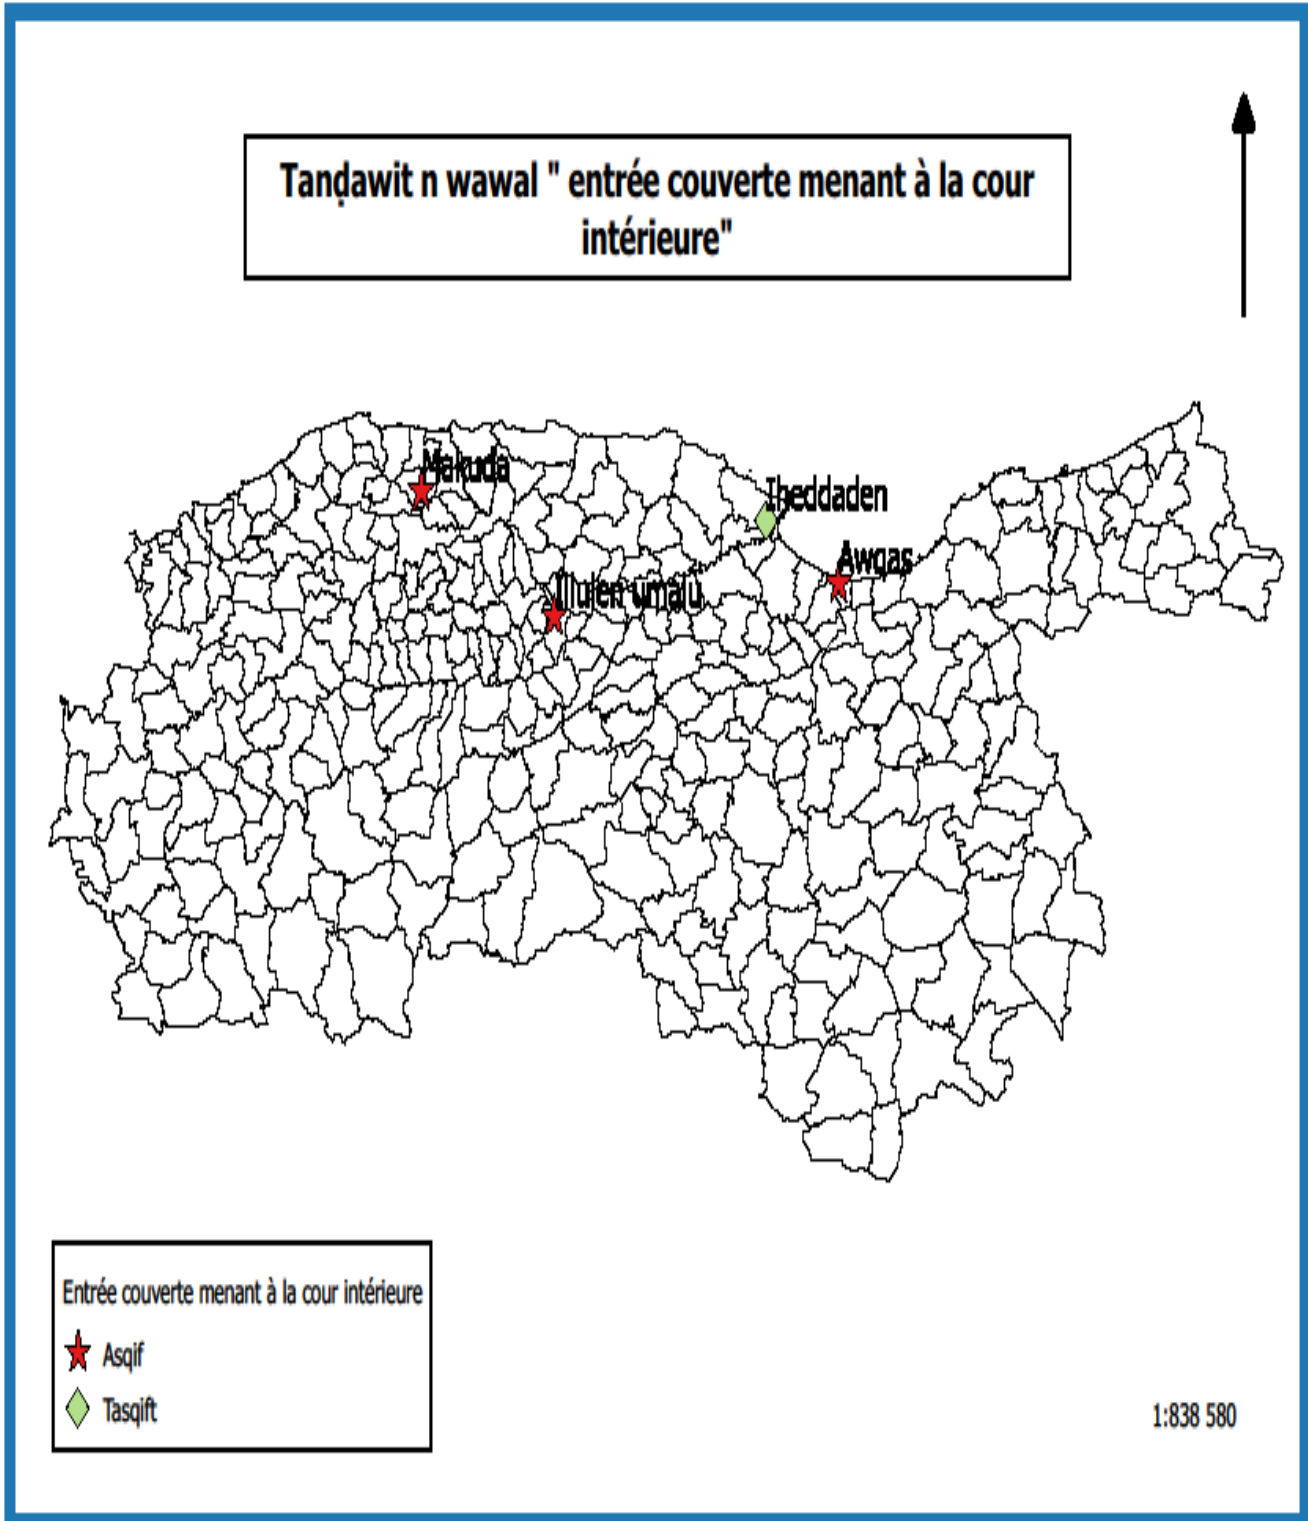 Tanḍawit n wawal " entrée couverte menant à la cour
intérieure"
Makuda
Iheddaden
Awqas
umalu
Entrée couverte menant à la cour intérieure
Asqif
Tasqift
1:838 580